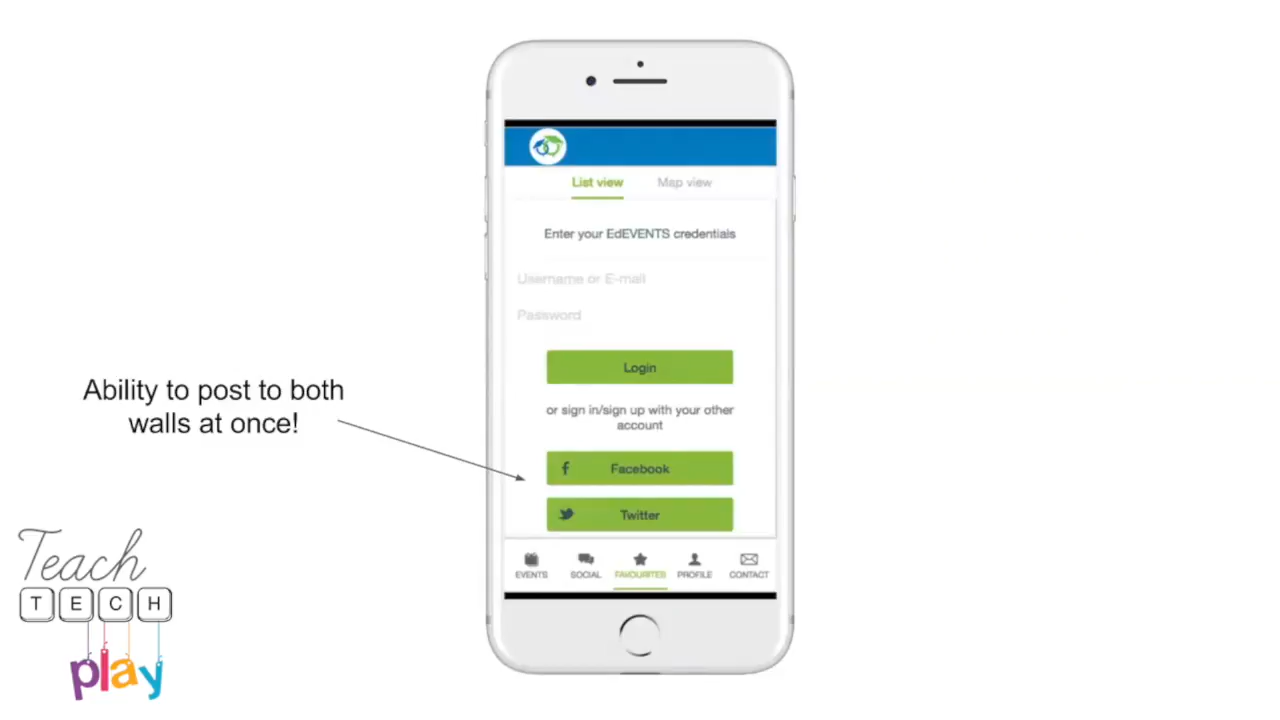 List view
Map view
Enter your EdEVENTS credentials
Username or E-mail
Password
Login
or sign in/sign up with your other
account
Facebook
Twitter
EVENTS
SOCIAL
FAVOURITES
PROFILE
CONTACT
Ability to post to both
walls at once!
Teach
TECH
play